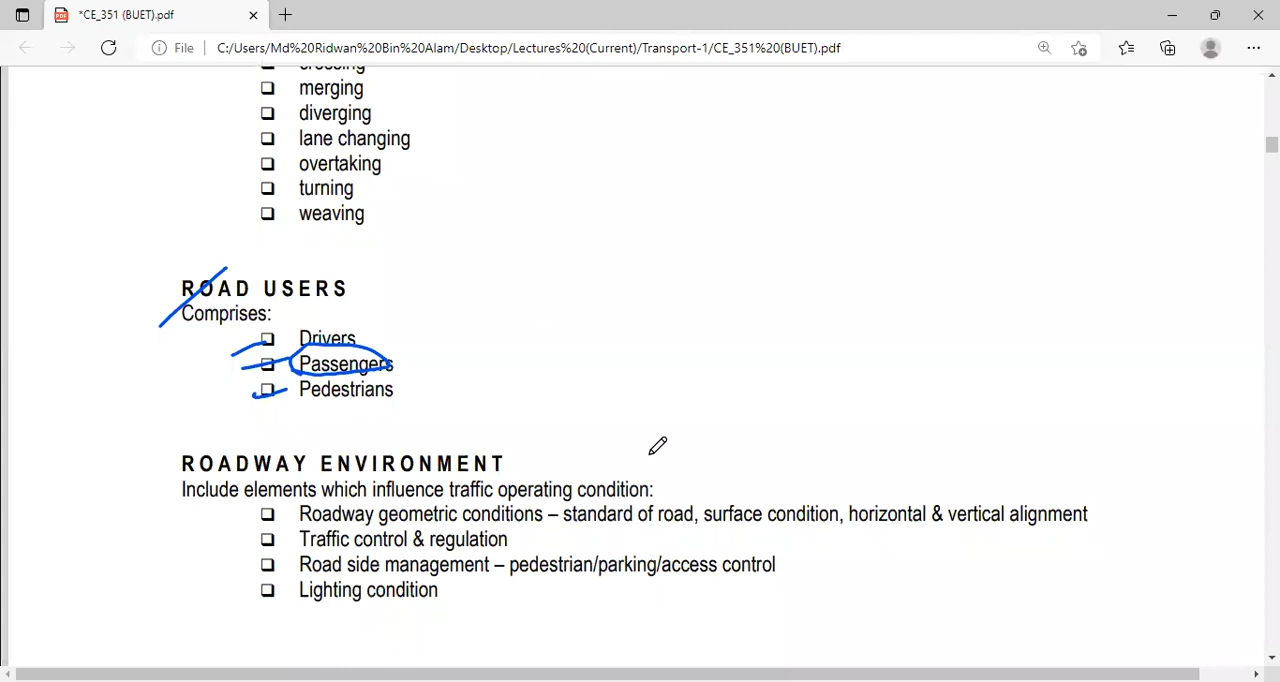 *CE_351 (BUET).pdf
File C:/Users/Md%20Ridwan%20Bin%20Alam/Desktop/Lectures%20(Current)/Transport-1/CE_351%20(BUET).pdf
crossing
merging
diverging
lane changing
overtaking
turning
weaving
ROAD USERS
Comprises:
Drivers
Passengers
Pedestrians
ROADWAY ENVIRONMENT
Include elements which influence traffic operating condition:
Roadway geometric conditions – standard of road, surface condition, horizontal & vertical alignment
Traffic control & regulation
Road side management – pedestrian/parking/access control
Lighting condition